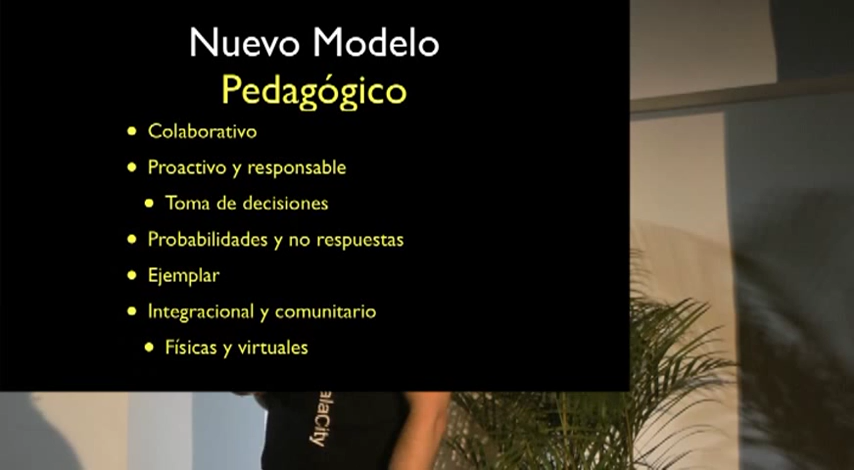 Nuevo Modelo
Pedagógico
• Colaborativo
• Proactivo y responsable
• Toma de decisiones
• Probabilidades y no respuestas
• Ejemplar
• Integracional y comunitario
• Físicas y virtuales